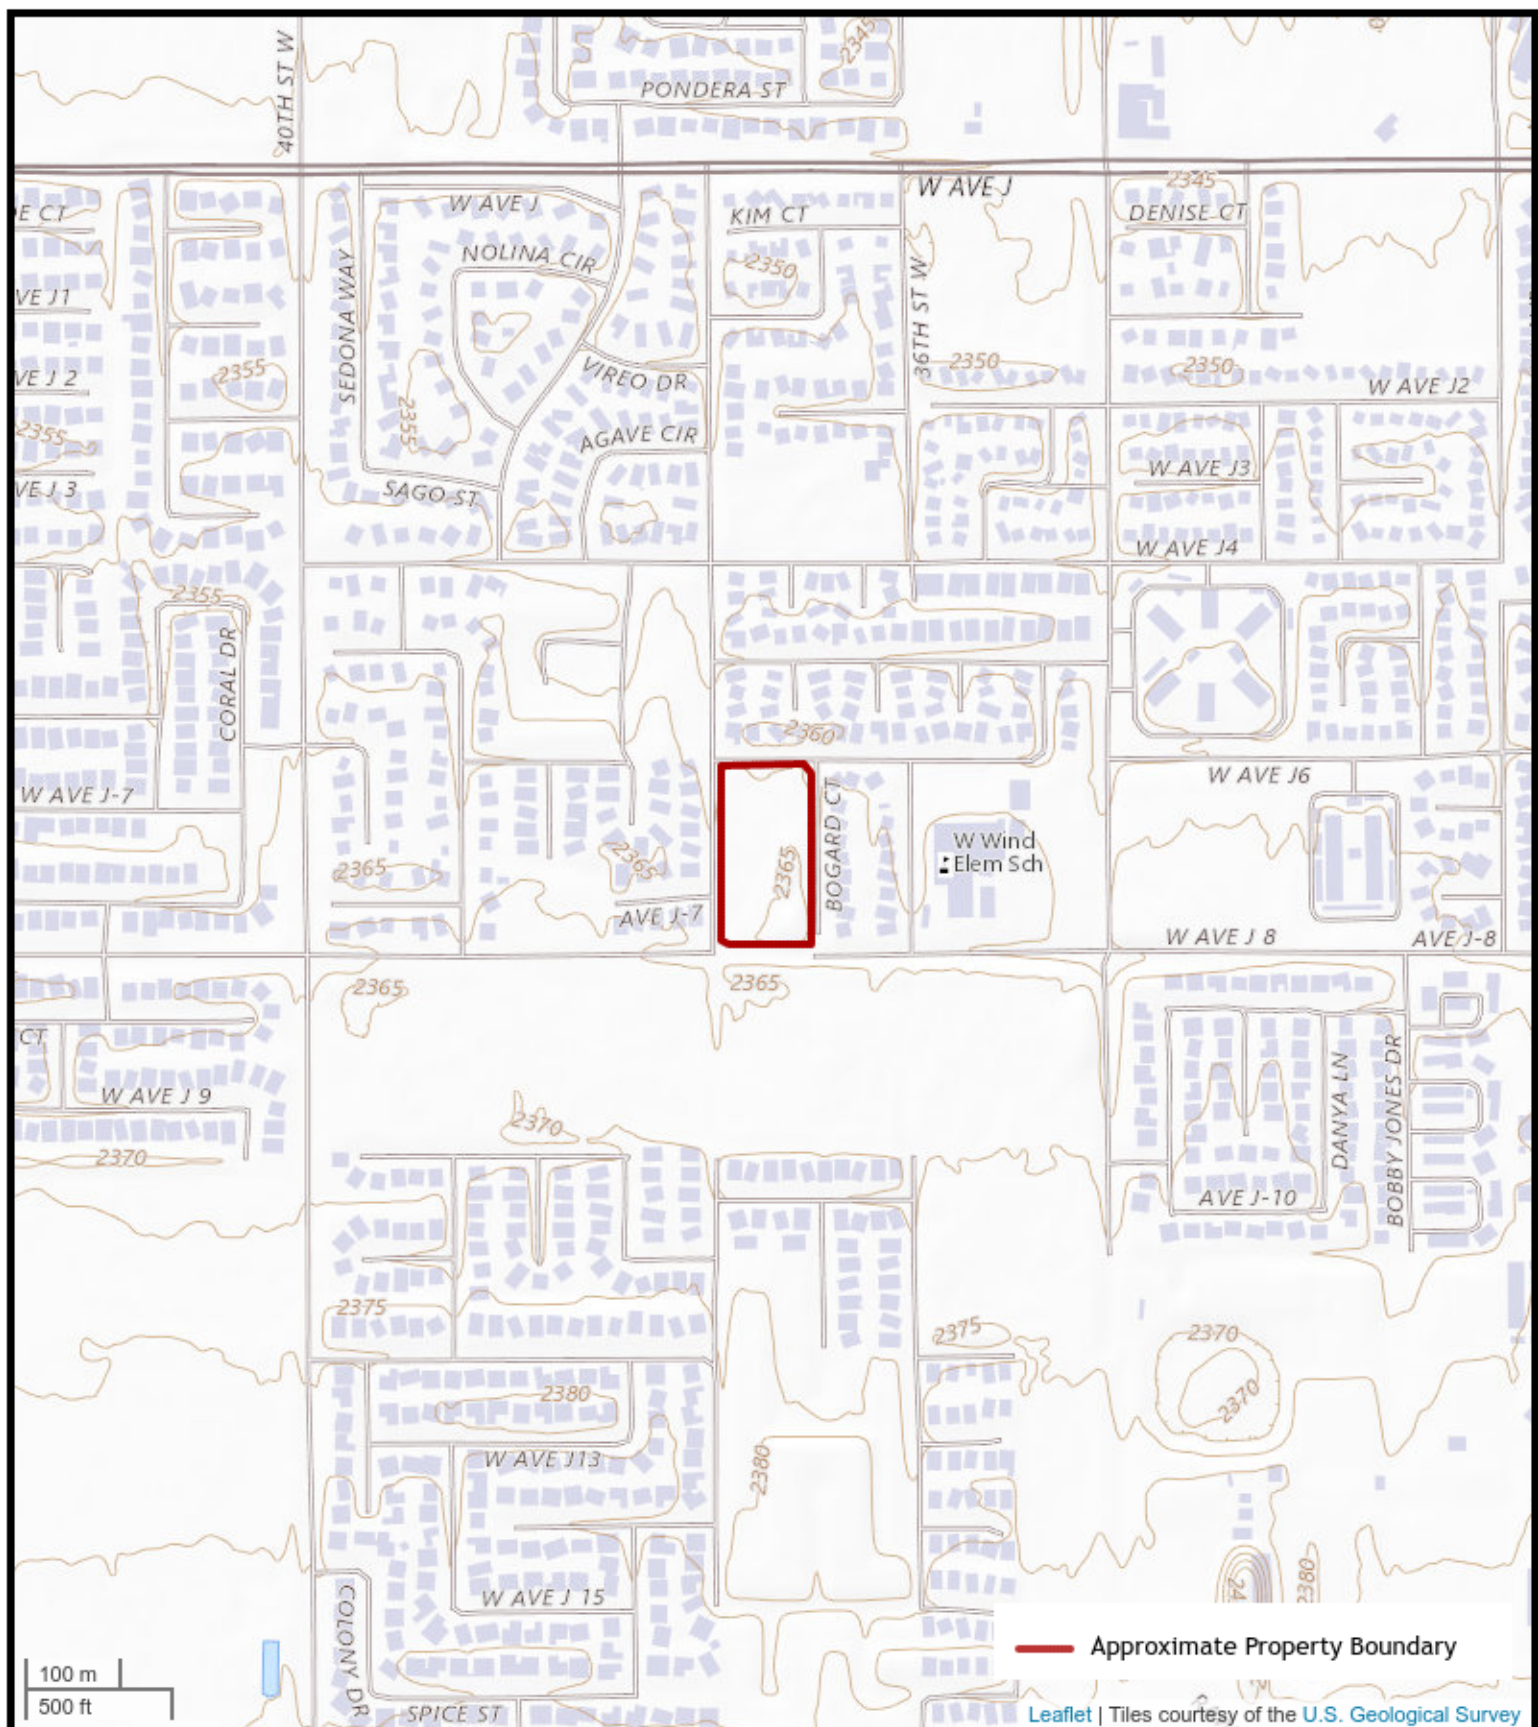 2345
40TH ST W
PONDERA ST
W AVE J
2345
DENISE CT
E CT
W AVE J
KIM CT
NOLINA CIR
2350
SEDONA WAY
36TH ST W
VE J1
VE J 2
2355
VIREO DR
2350
2350
W AVE J2
2355
2355
AGAVE CIR
W AVE J3
VE J 3
SAGO ST
W AVE J4
2355
CORAL DR
2360
W AVE J6
W AVE J-7
BOGARD CT
W Wind
Elem Sch
2365
2365
2365
AVE J-7
W AVE J 8
AVE J-8
2365
2365
CT
W AVE J 9
2370
DANYA LN
BOBBY JONES DR
2370
AVE J-10
2375
2375
2370
2380
2370
W AVE J13
2380
24
2380
COLONY DR
W AVE J 15
Approximate Property Boundary
100 m
500 ft
SPICE ST
Leaflet | Tiles courtesy of the U.S. Geological Survey